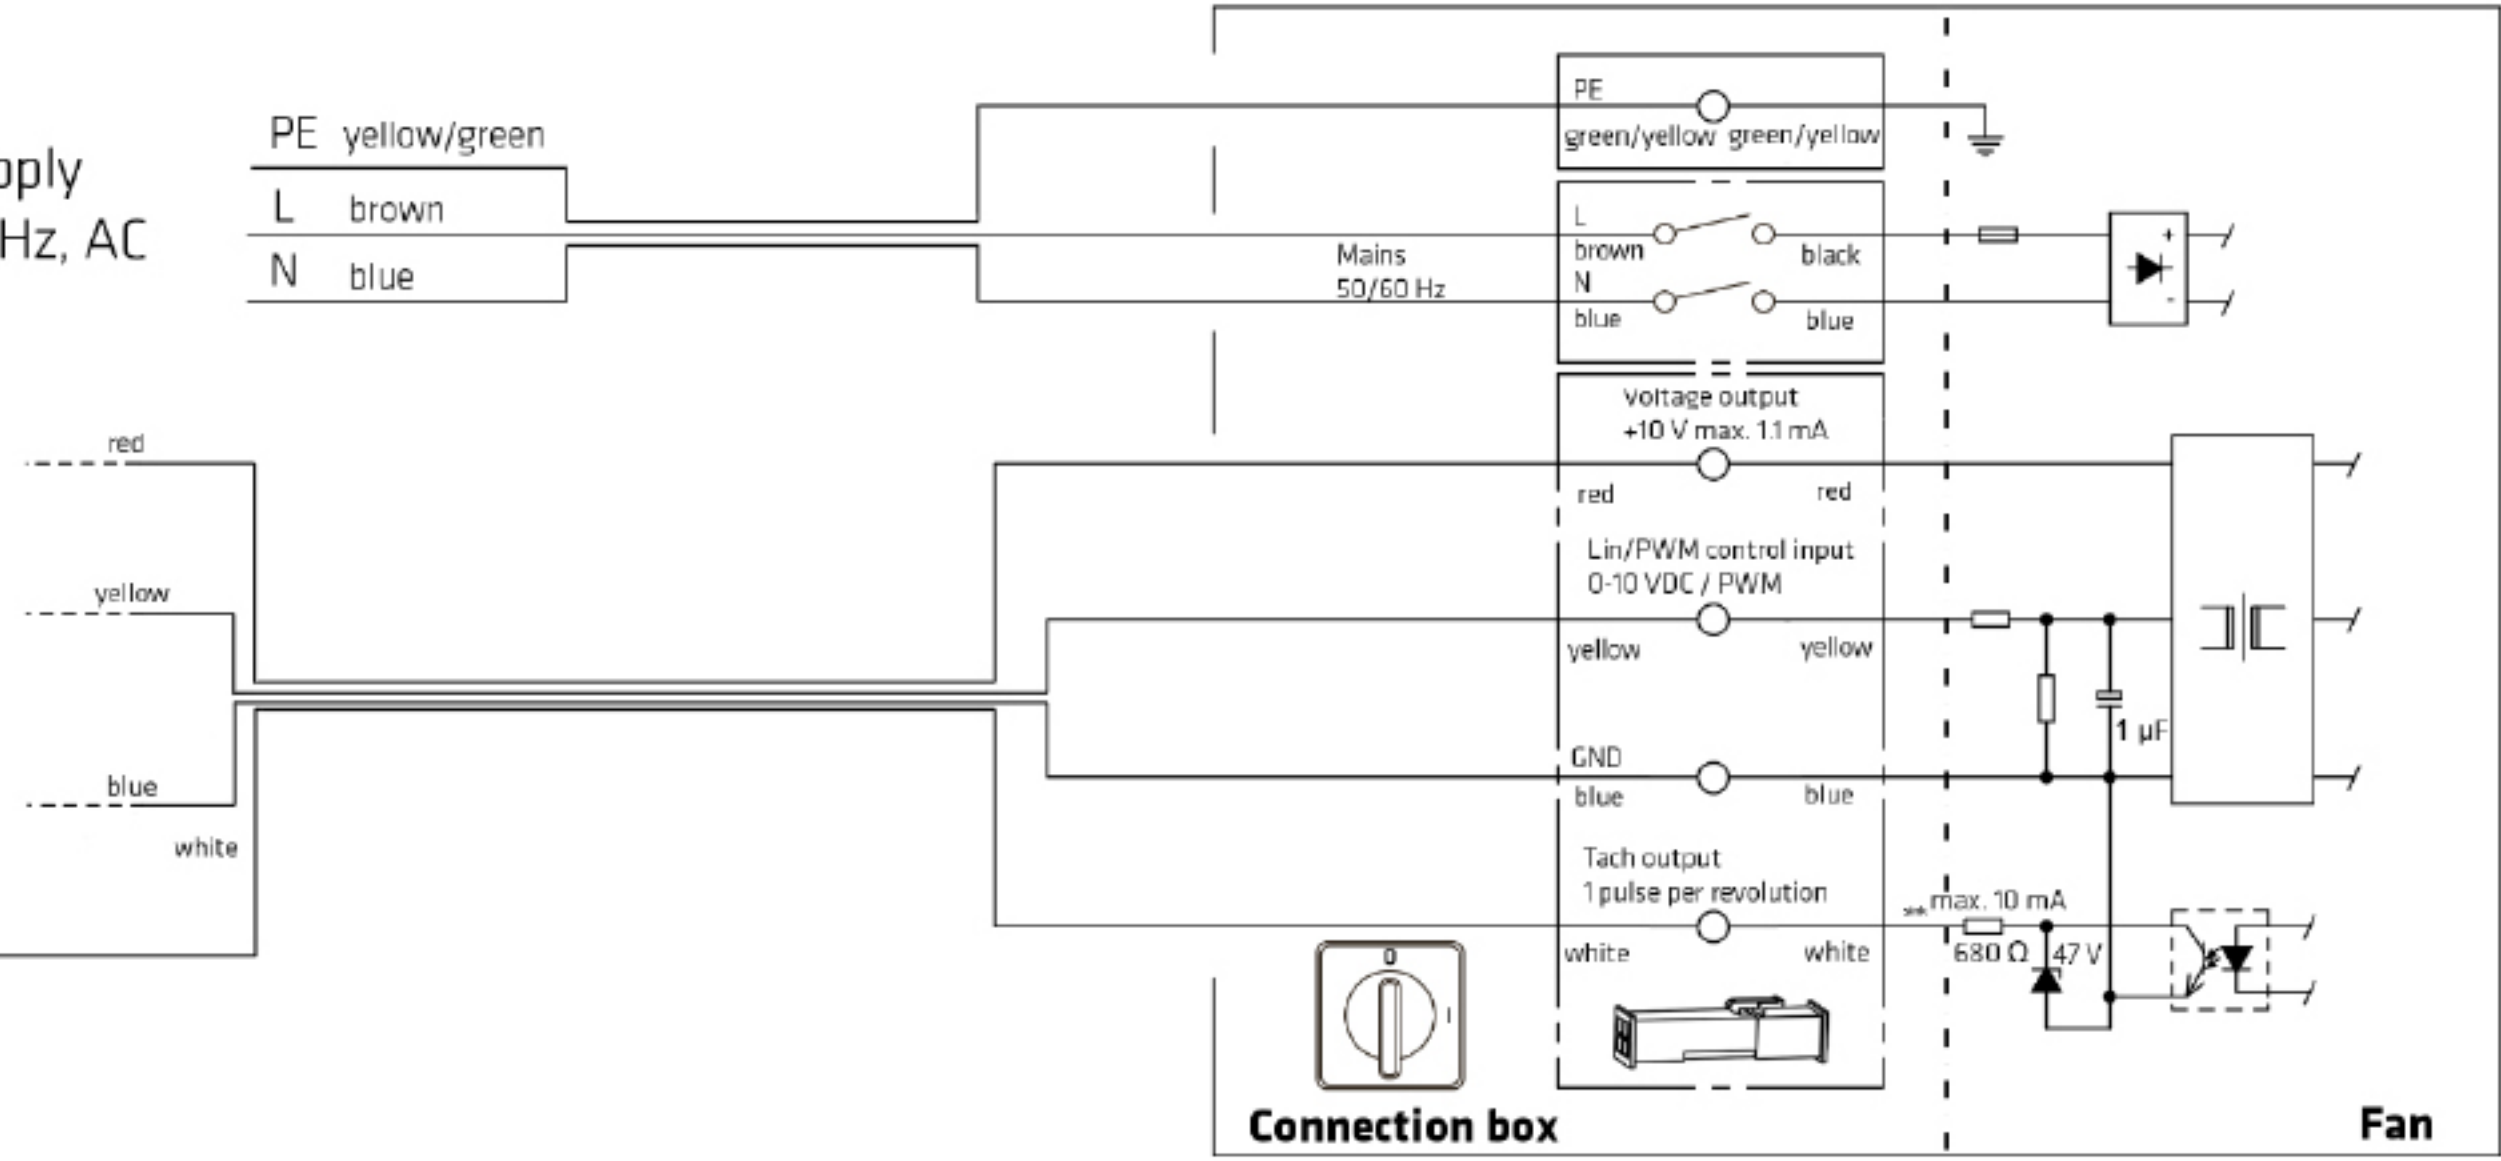 PE yellow/green
pply
L brown
Hz, AC
N blue
Mains
50/60 Hz
PE
green/yellow green/yellow
L
brown black
N
blue blue
Voltage output
+10 V max. 1.1 mA
red
red red
Lin/PWM control input
0-10 VDC / PWM
yellow
yellow yellow
1 µF
GND
blue
blue blue
white
Tach output
1 pulse per revolution
sink max. 10 mA
white white
680 Ω 47 V
+
-
0
I
Connection box
Fan